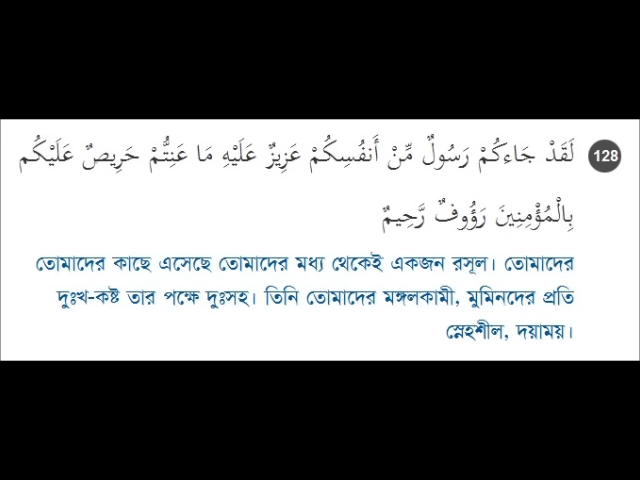 128 لَقَدْ جَاءكُمْ رَسُولٌ مِّنْ أَنفُسِكُمْ عَزِيزٌ عَلَيْهِ مَا عَنِتُّمْ حَرِيصٌ عَلَيْكُم
بِالْمُؤْمِنِينَ رَؤُوفٌ رَّحِيمٌ
তোমাদের কাছে এসেছে তোমাদের মধ্য থেকেই একজন রসূল। তোমাদের
দুঃখ-কষ্ট তার পক্ষে দুঃসহ। তিনি তোমাদের মঙ্গলকামী, মুমিনদের প্রতি
স্নেহশীল, দয়াময়।